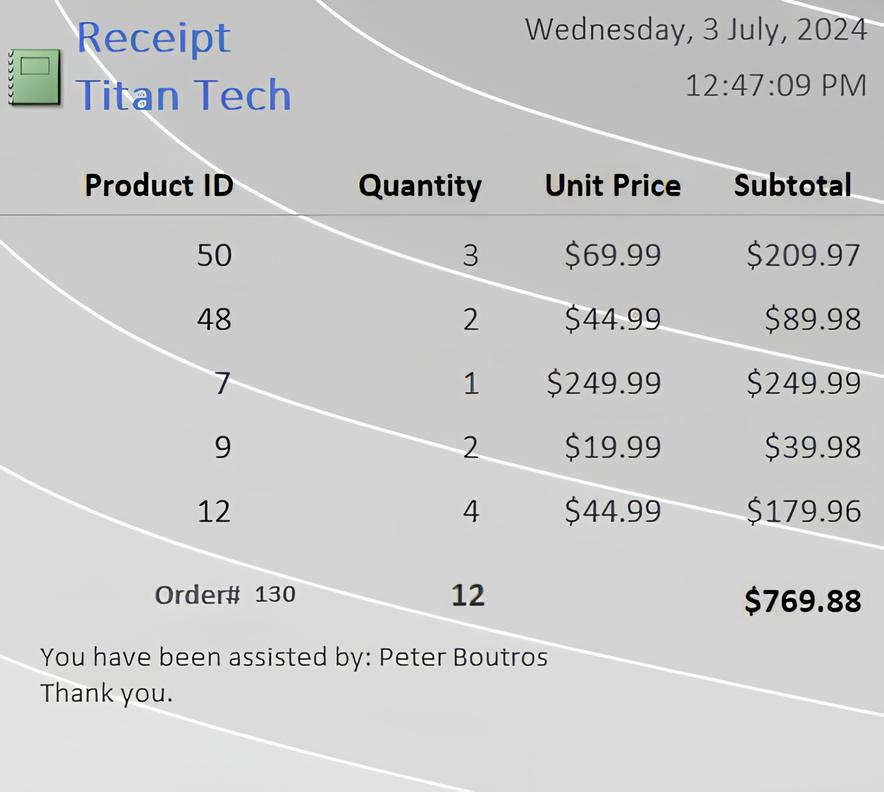 Receipt
Titan Tech
Wednesday, 3 July, 2024
12:47:09 PM
Product ID Quantity Unit Price Subtotal
50 3 $69.99 $209.97
48 2 $44.99 $89.98
7 1 $249.99 $249.99
9 2 $19.99 $39.98
12 4 $44.99 $179.96
Order# 130 12 $769.88
You have been assisted by: Peter Boutros
Thank you.